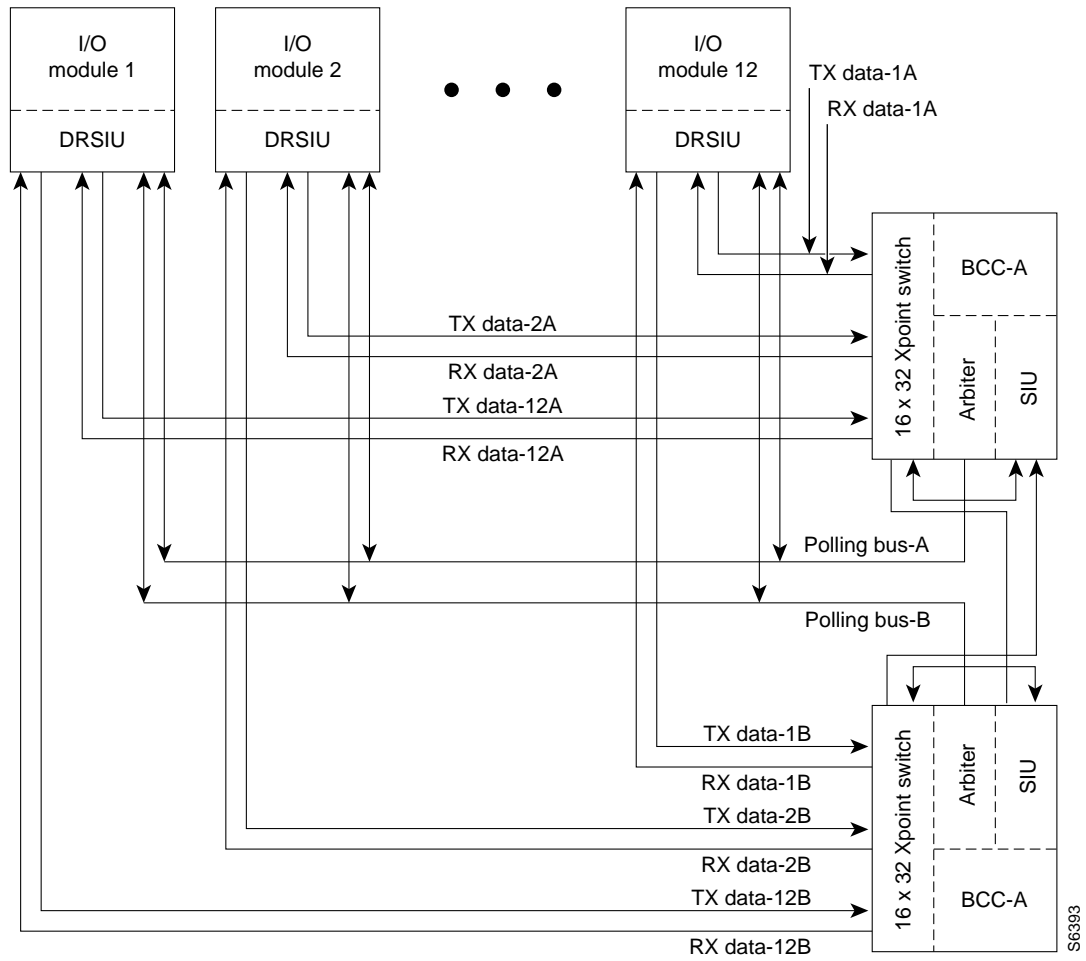 I/O
module 1
DRSIU
I/O
module 2
DRSIU
I/O
module 12
DRSIU
TX data-1A
RX data-1A
16 x 32 Xpoint switch
BCC-A
Arbiter
SIU
TX data-2A
RX data-2A
TX data-12A
RX data-12A
Polling bus-A
Polling bus-B
TX data-1B
RX data-1B
TX data-2B
RX data-2B
TX data-12B
RX data-12B
16 x 32 Xpoint switch
Arbiter
SIU
BCC-A
S6393